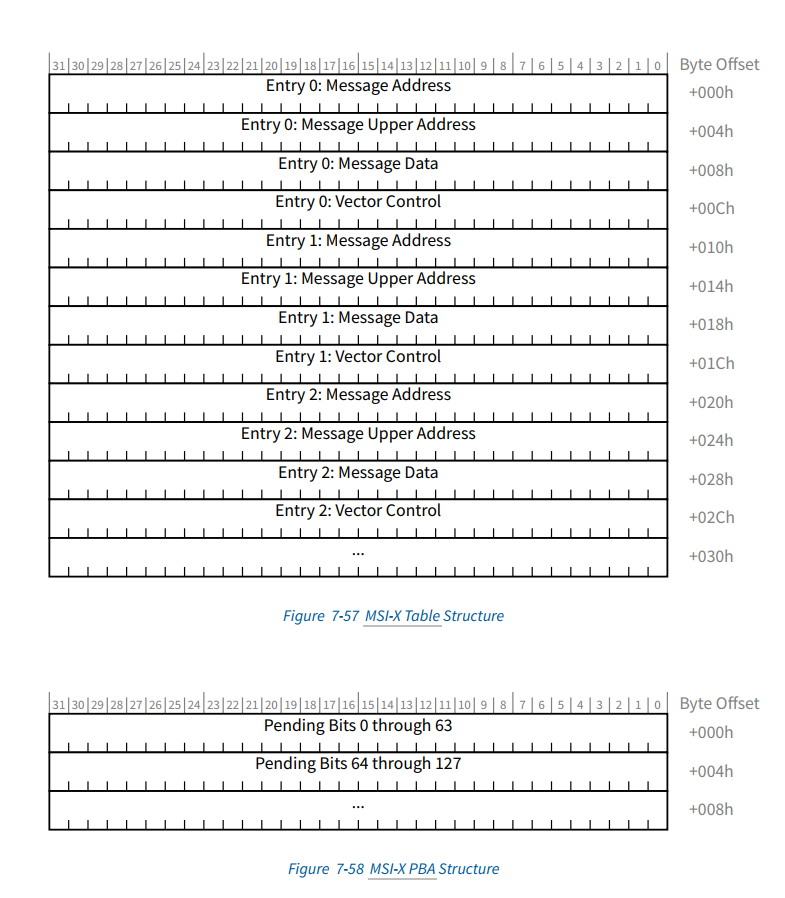 31 30 29 28 27 26 25 24 23 22 21 20 19 18 17 16 15 14 13 12 11 10 9 8 7 6 5 4 3 2 1 0 Byte Offset
Entry 0: Message Address +000h
Entry 0: Message Upper Address +004h
Entry 0: Message Data +008h
Entry 0: Vector Control +00Ch
Entry 1: Message Address +010h
Entry 1: Message Upper Address +014h
Entry 1: Message Data +018h
Entry 1: Vector Control +01Ch
Entry 2: Message Address +020h
Entry 2: Message Upper Address +024h
Entry 2: Message Data +028h
Entry 2: Vector Control +02Ch
... +030h
Figure 7-57 MSI-X Table Structure
31 30 29 28 27 26 25 24 23 22 21 20 19 18 17 16 15 14 13 12 11 10 9 8 7 6 5 4 3 2 1 0 Byte Offset
Pending Bits 0 through 63 +000h
Pending Bits 64 through 127 +004h
... +008h
Figure 7-58 MSI-X PBA Structure